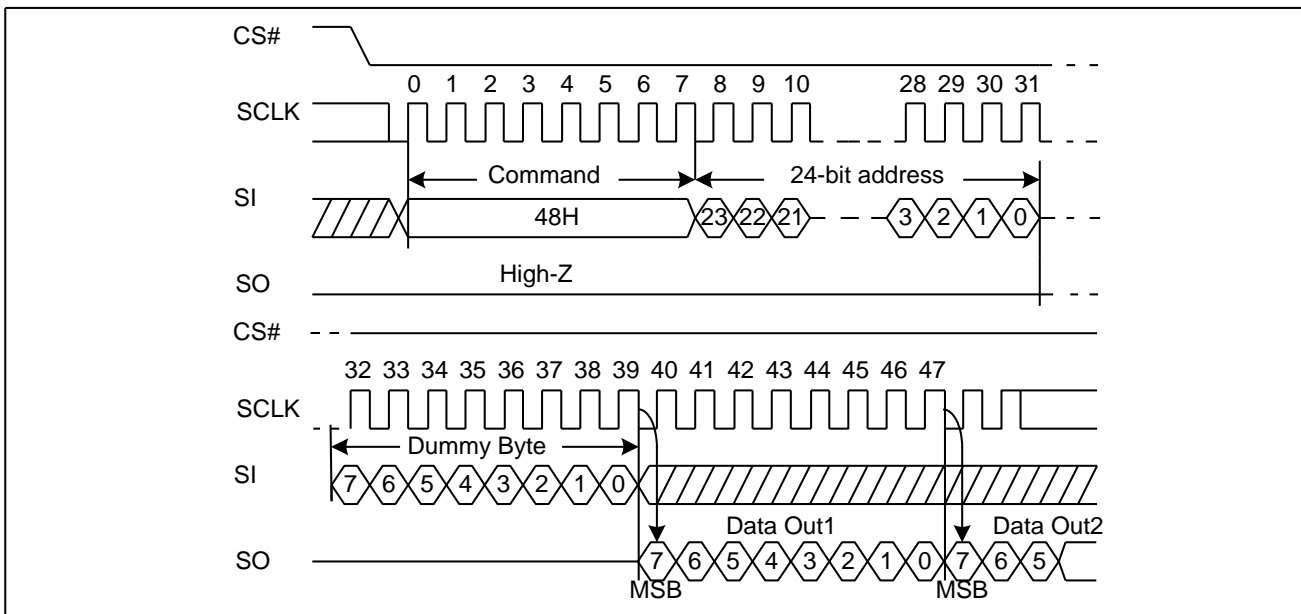 CS#
0 1 2 3 4 5 6 7 8 9 10 28 29 30 31
SCLK
Command 24-bit address
SI
48H 23 22 21 3 2 1 0
High-Z
SO
CS#
32 33 34 35 36 37 38 39 40 41 42 43 44 45 46 47
SCLK
Dummy Byte
SI
7 6 5 4 3 2 1 0
Data Out1 Data Out2
SO
7 6 5 4 3 2 1 0 7 6 5
MSB MSB